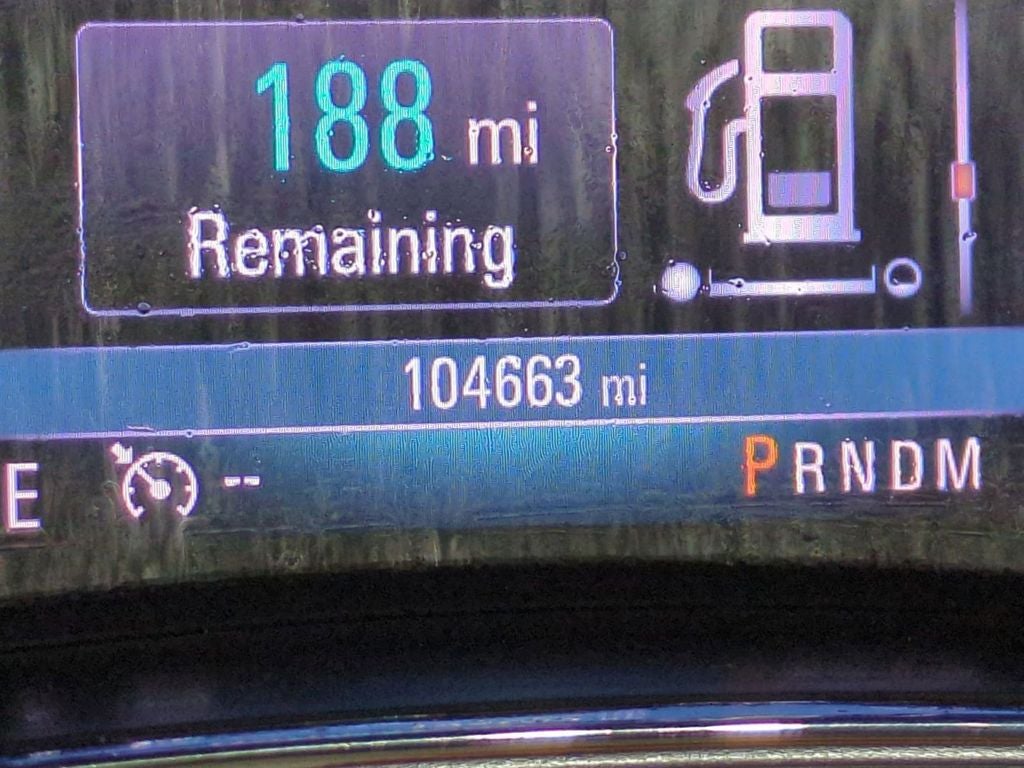 188 mi
Remaining
104663 mi
E -- PRNDM